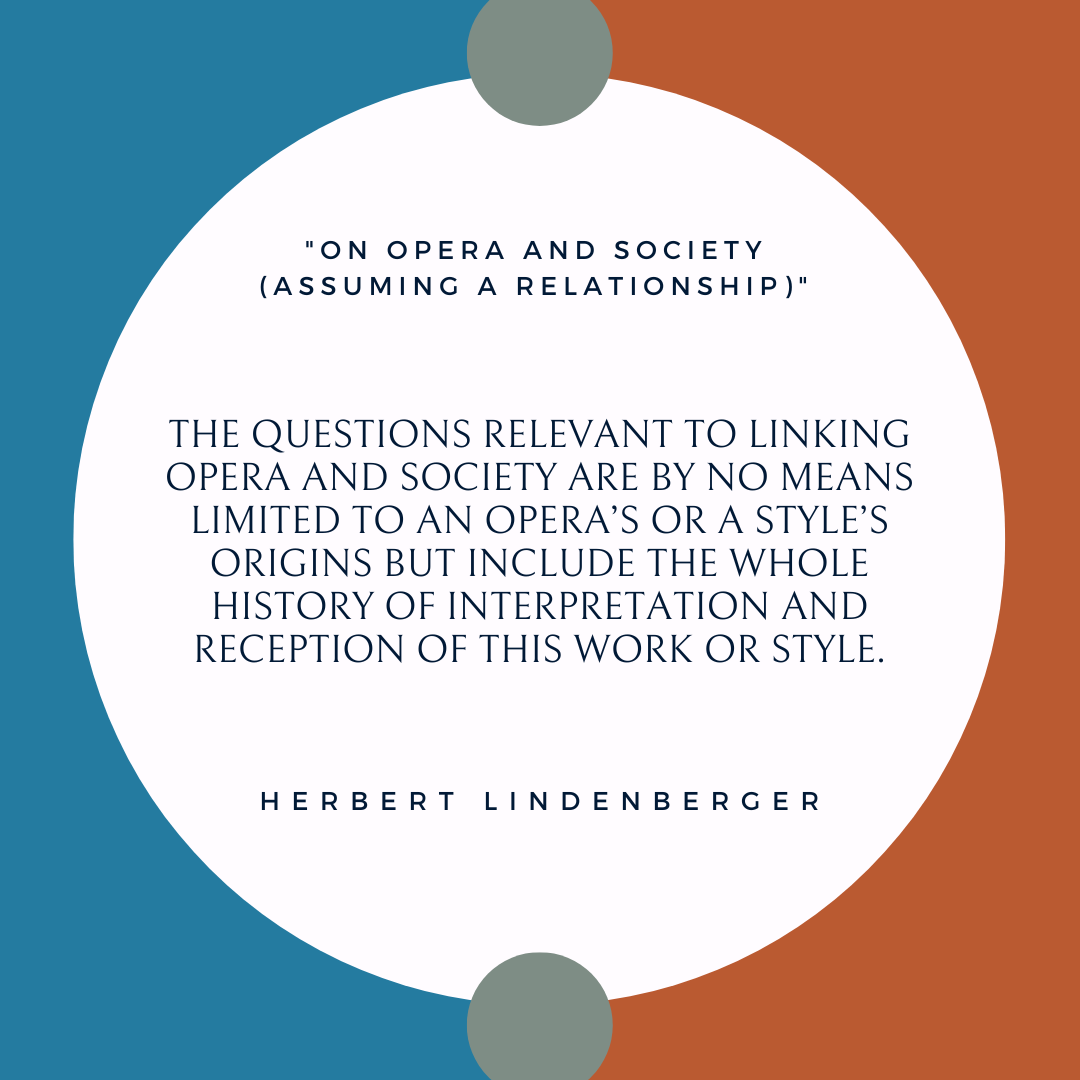 "ON OPERA AND SOCIETY
(ASSUMING A RELATIONSHIP)"
THE QUESTIONS RELEVANT TO LINKING
OPERA AND SOCIETY ARE BY NO MEANS
LIMITED TO AN OPERA’S OR A STYLE’S
ORIGINS BUT INCLUDE THE WHOLE
HISTORY OF INTERPRETATION AND
RECEPTION OF THIS WORK OR STYLE.
HERBERT LINDENBERGER